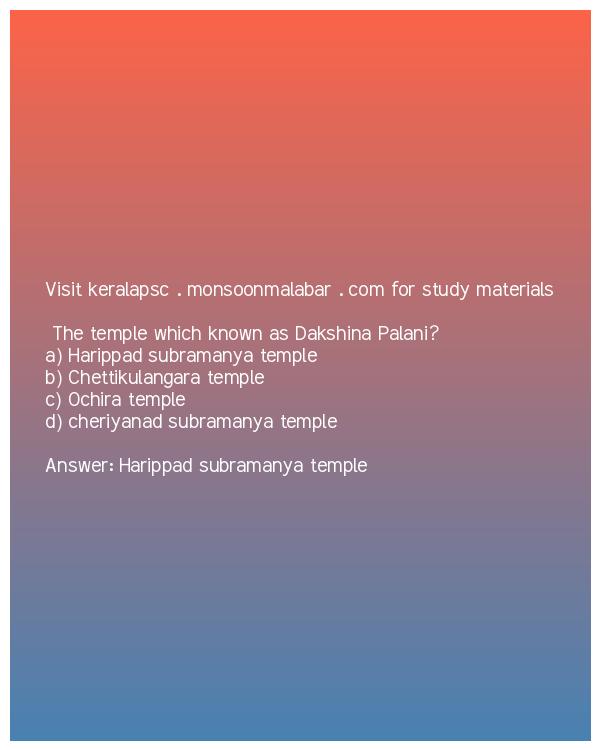 Visit keralapsc . monsoonmalabar . com for study materials
The temple which known as Dakshina Palani?
a) Harippad subramanya temple
b) Chettikulangara temple
c) Ochira temple
d) cheriyanad subramanya temple
Answer: Harippad subramanya temple